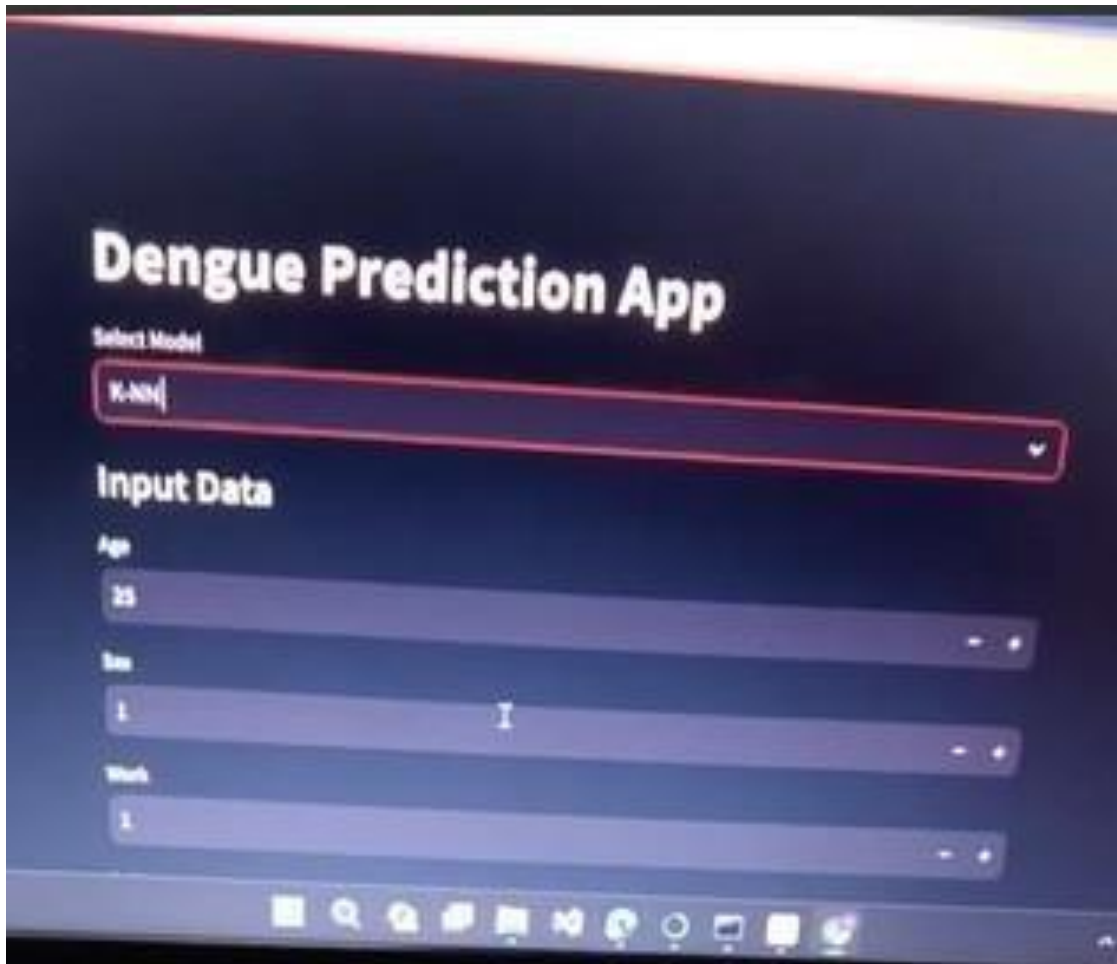 Dengue Prediction App
Select Model
K-NN
Input Data
Age
25
Sex
1
Work
1